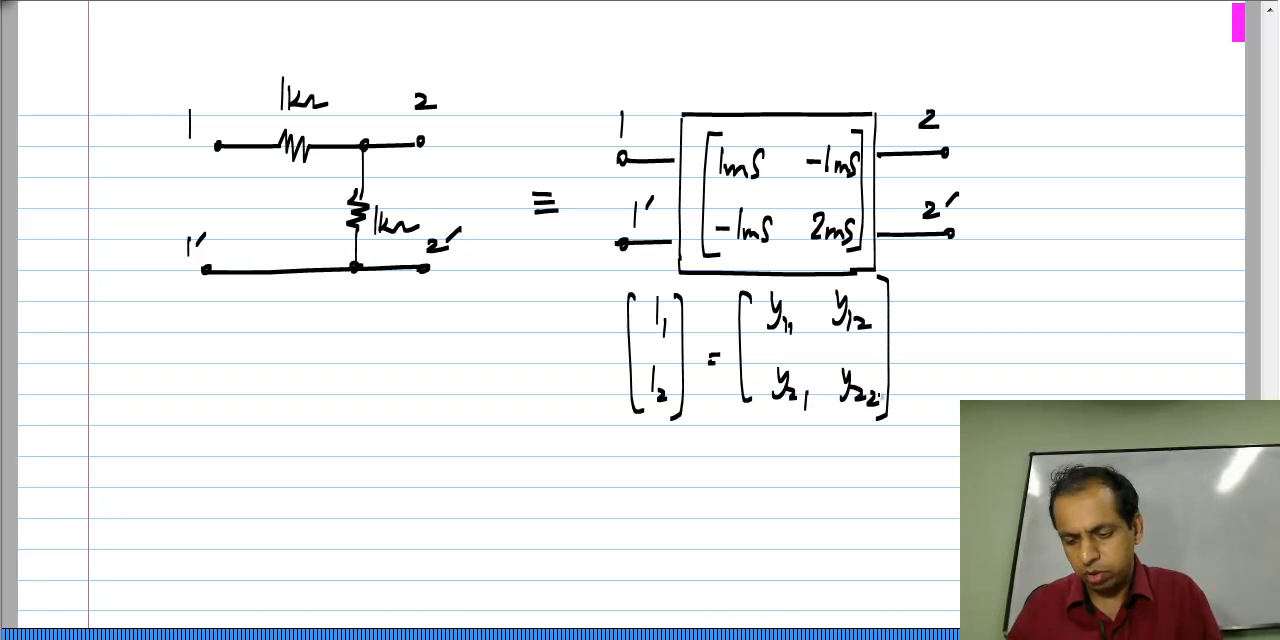 1kΩ
1 2
1kΩ
1' 2'
≡
1 2
1' 2'
[1mS -1mS
-1mS 2mS]
[I₁
I₂] = [y₁₁ y₁₂
y₂₁ y₂₂]